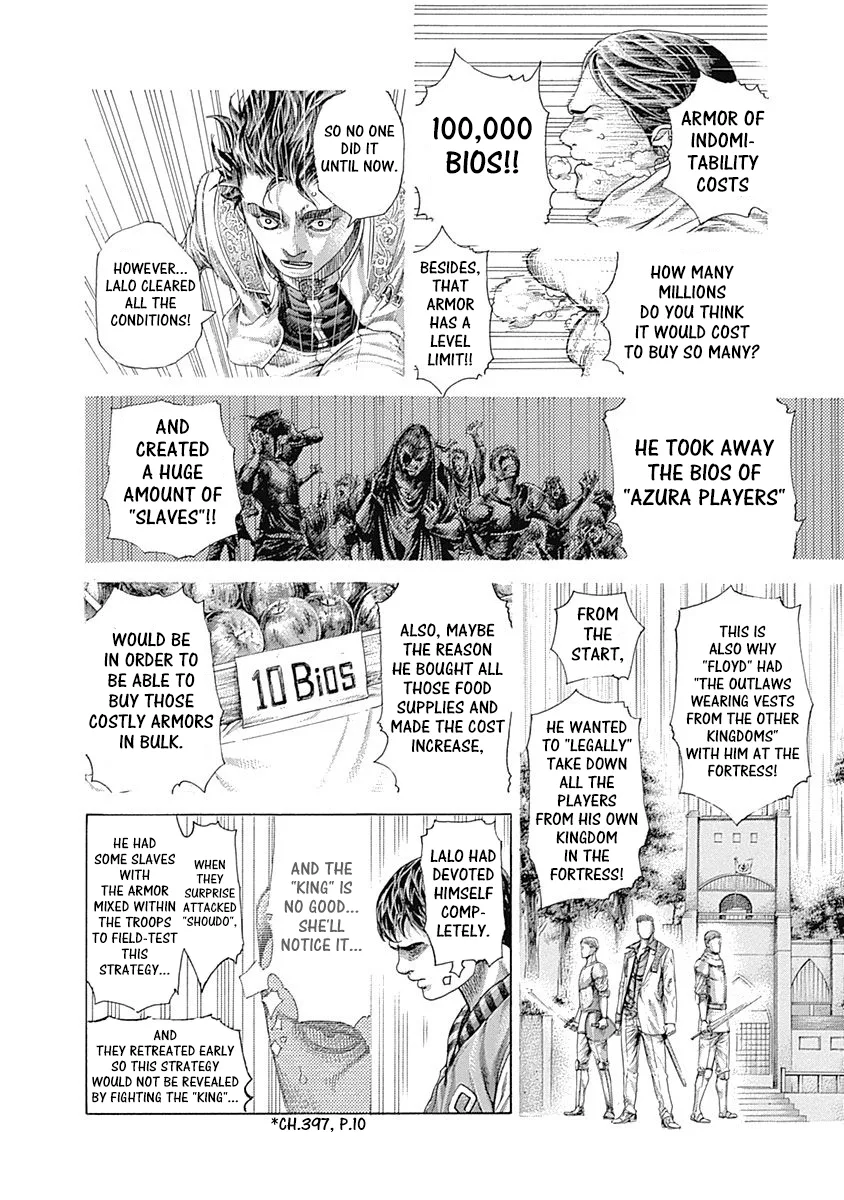 ARMOR OF
INDOMI-
TABILITY
COSTS
100,000
BIOS!!
HOW MANY
MILLIONS
DO YOU THINK
IT WOULD COST
TO BUY SO MANY?
BESIDES,
THAT
ARMOR
HAS A
LEVEL
LIMIT!!
SO NO ONE
DID IT
UNTIL NOW.
HOWEVER...
LALO CLEARED
ALL THE
CONDITIONS!
HE TOOK AWAY
THE BIOS OF
"AZURA PLAYERS"
AND
CREATED
A HUGE
AMOUNT OF
"SLAVES"!!
THIS IS
ALSO WHY
"FLOYD" HAD
"THE OUTLAWS
WEARING VESTS
FROM THE OTHER
KINGDOMS"
WITH HIM AT THE
FORTRESS!
FROM
THE
START,
HE WANTED
TO "LEGALLY"
TAKE DOWN
ALL THE
PLAYERS
FROM HIS OWN
KINGDOM
IN THE
FORTRESS!
ALSO, MAYBE
THE REASON
HE BOUGHT ALL
THOSE FOOD
SUPPLIES AND
MADE THE COST
INCREASE,
10 Bios
WOULD BE
IN ORDER TO
BE ABLE TO
BUY THOSE
COSTLY ARMORS
IN BULK.
LALO HAD
DEVOTED
HIMSELF
COMP-
LETELY.
AND THE
"KING" IS
NO GOOD...
SHE'LL
NOTICE IT...
WHEN
THEY
SURPRISE
ATTACKED
"SHOUDO",
HE HAD
SOME SLAVES
WITH
THE ARMOR
MIXED WITHIN
THE TROOPS
TO FIELD-TEST
THIS
STRATEGY...
AND
THEY RETREATED EARLY
SO THIS STRATEGY
WOULD NOT BE REVEALED
BY FIGHTING THE "KING"...
*CH.397, P.10